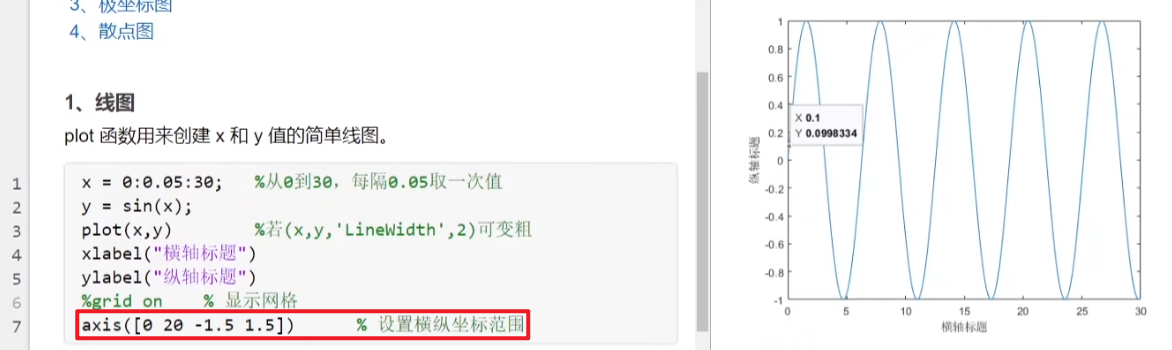 3、极坐标图
4、散点图
1、线图
plot 函数用来创建 x 和 y 值的简单线图。
1 x = 0:0.05:30; %从0到30，每隔0.05取一次值
2 y = sin(x);
3 plot(x,y) %若(x,y,'LineWidth',2)可变粗
4 xlabel("横轴标题")
5 ylabel("纵轴标题")
6 %grid on % 显示网格
7 axis([0 20 -1.5 1.5]) % 设置横纵坐标范围
1
0.8
0.6
0.4
0.2
0
-0.2
-0.4
-0.6
-0.8
-1
纵轴标题
X 0.1
Y 0.0998334
0 5 10 15 20 25 30
横轴标题